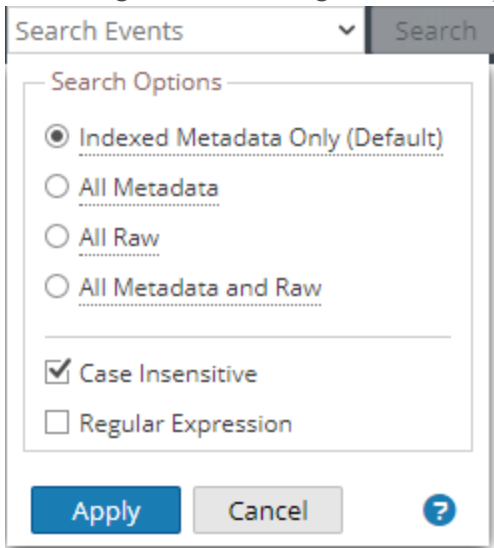 Search Events
Search
Search Options
Indexed Metadata Only (Default)
All Metadata
All Raw
All Metadata and Raw
Case Insensitive
Regular Expression
Apply
Cancel
?